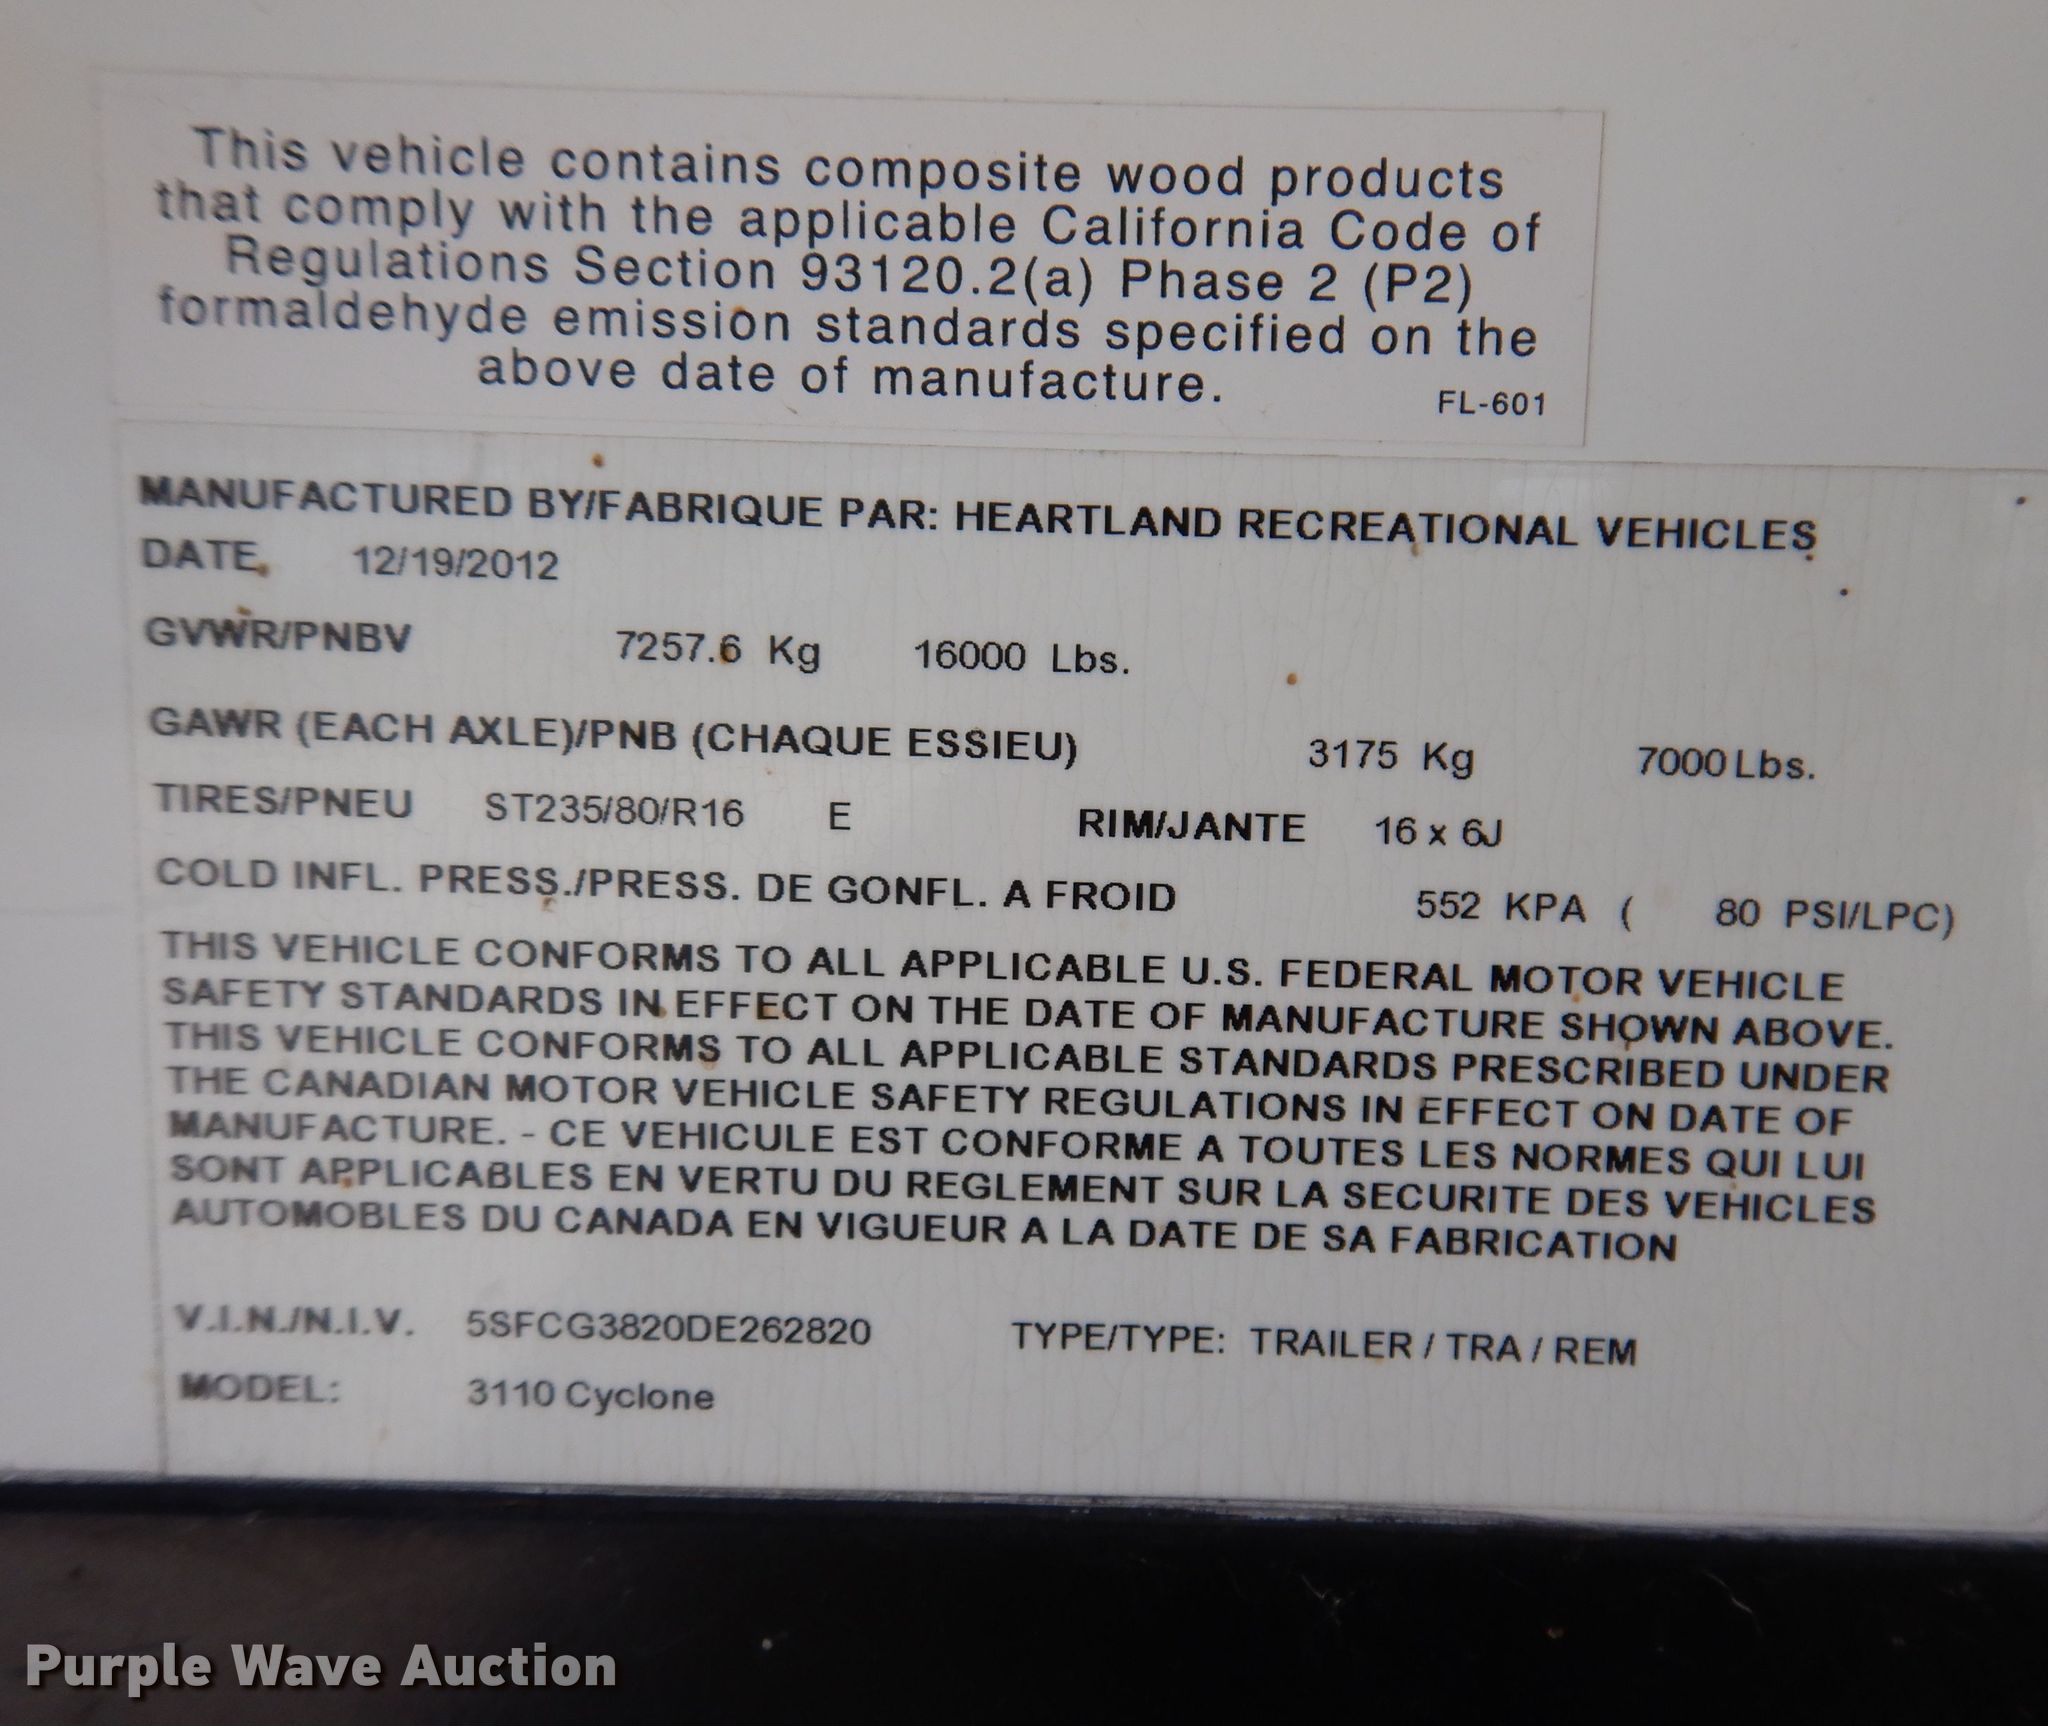 This vehicle contains composite wood products
that comply with the applicable California Code of
Regulations Section 93120.2(a) Phase 2 (P2)
formaldehyde emission standards specified on the
above date of manufacture.
FL-601
MANUFACTURED BY/FABRIQUE PAR: HEARTLAND RECREATIONAL VEHICLES
DATE, 12/19/2012
GVWR/PNBV 7257.6 Kg 16000 Lbs.
GAWR (EACH AXLE)/PNB (CHAQUE ESSIEU) 3175 Kg 7000 Lbs.
TIRES/PNEU ST235/80/R16 E RIM/JANTE 16 x 6J
COLD INFL. PRESS./PRESS. DE GONFL. A FROID 552 KPA ( 80 PSI/LPC)
THIS VEHICLE CONFORMS TO ALL APPLICABLE U.S. FEDERAL MOTOR VEHICLE
SAFETY STANDARDS IN EFFECT ON THE DATE OF MANUFACTURE SHOWN ABOVE.
THIS VEHICLE CONFORMS TO ALL APPLICABLE STANDARDS PRESCRIBED UNDER
THE CANADIAN MOTOR VEHICLE SAFETY REGULATIONS IN EFFECT ON DATE OF
MANUFACTURE. - CE VEHICULE EST CONFORME A TOUTES LES NORMES QUI LUI
SONT APPLICABLES EN VERTU DU REGLEMENT SUR LA SECURITE DES VEHICLES
AUTOMOBLES DU CANADA EN VIGUEUR A LA DATE DE SA FABRICATION
V.I.N./N.I.V. 5SFCG3820DE262820 TYPE/TYPE: TRAILER / TRA / REM
MODEL: 3110 Cyclone
Purple Wave Auction